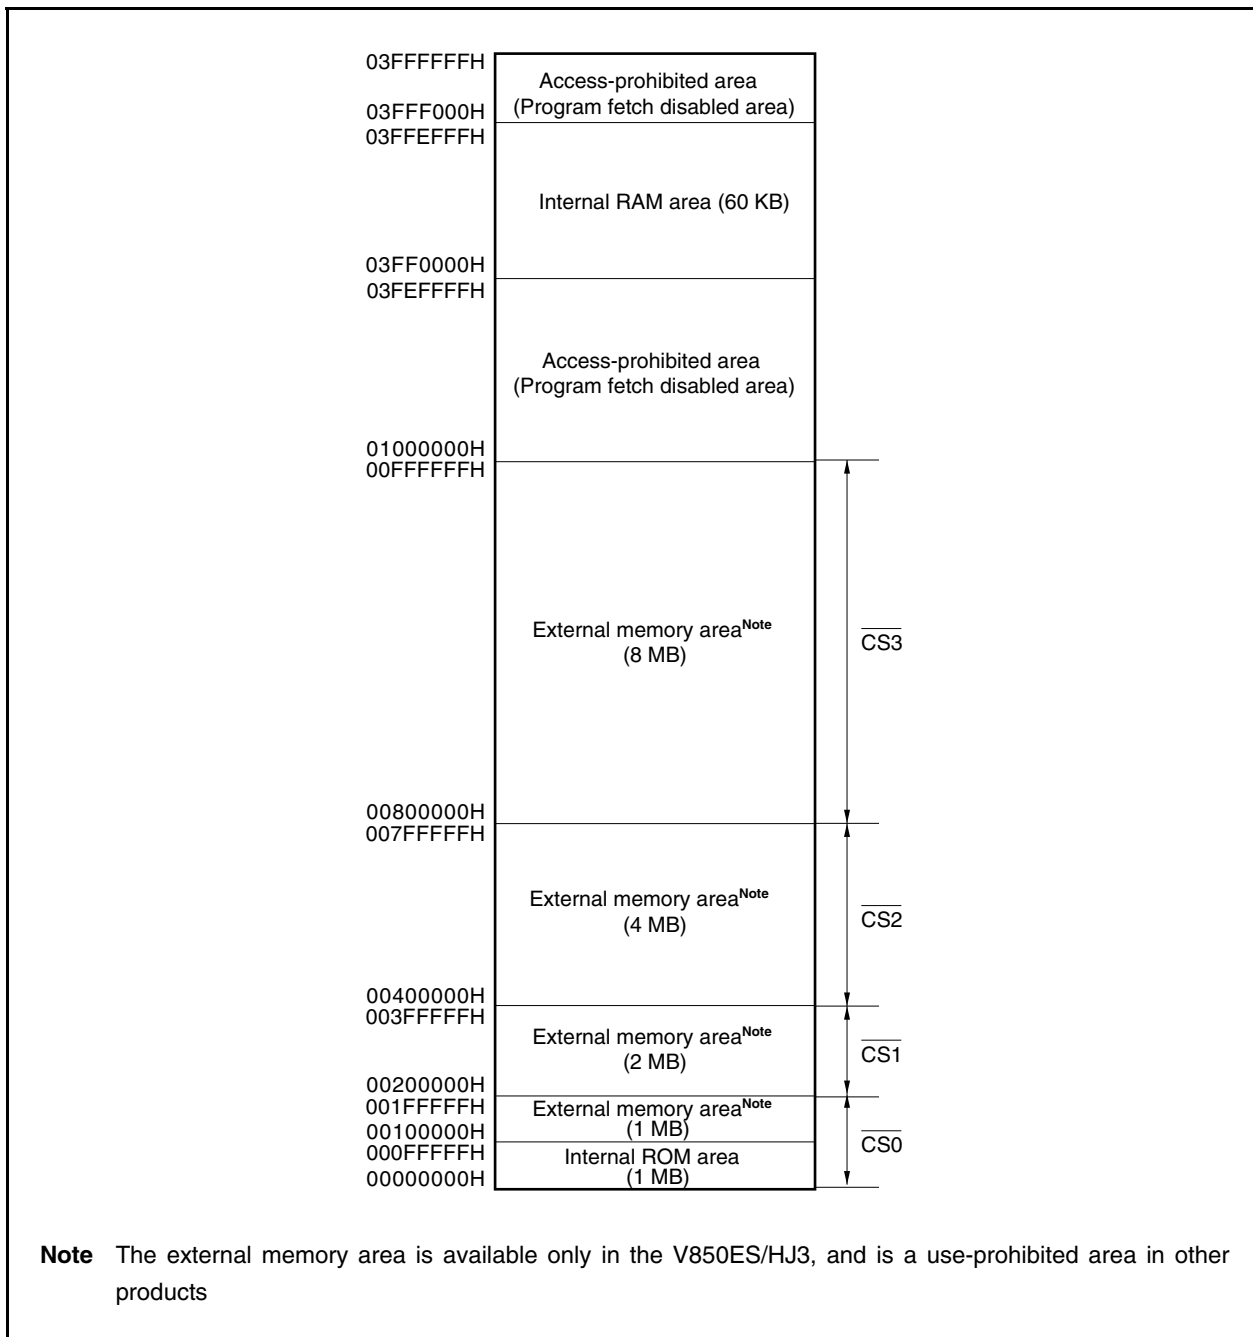 03FFFFFFH
Access-prohibited area
(Program fetch disabled area)
03FFF000H
03FFEFFFH
Internal RAM area (60 KB)
03FF0000H
03FEFFFFH
Access-prohibited area
(Program fetch disabled area)
01000000H
00FFFFFFH
External memory areaNote
(8 MB)
CS3
00800000H
007FFFFFH
External memory areaNote
(4 MB)
CS2
00400000H
003FFFFFH
External memory areaNote
(2 MB)
CS1
00200000H
001FFFFFH
External memory areaNote
(1 MB)
00100000H
000FFFFFH
CS0
Internal ROM area
(1 MB)
00000000H
Note The external memory area is available only in the V850ES/HJ3, and is a use-prohibited area in other
products